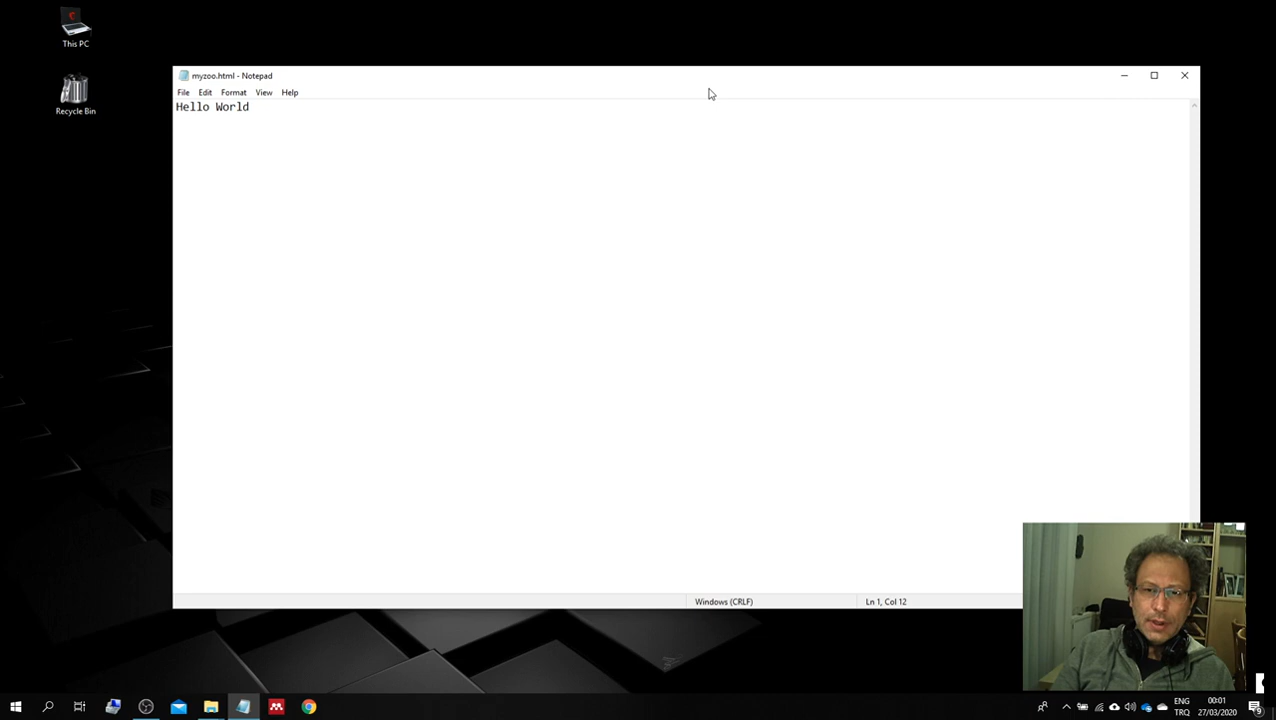 This PC
Recycle Bin
myzoo.html - Notepad
File Edit Format View Help
Hello World
Windows (CRLF)
Ln 1, Col 12
ENG
TRQ
00:01
27/03/2020
9